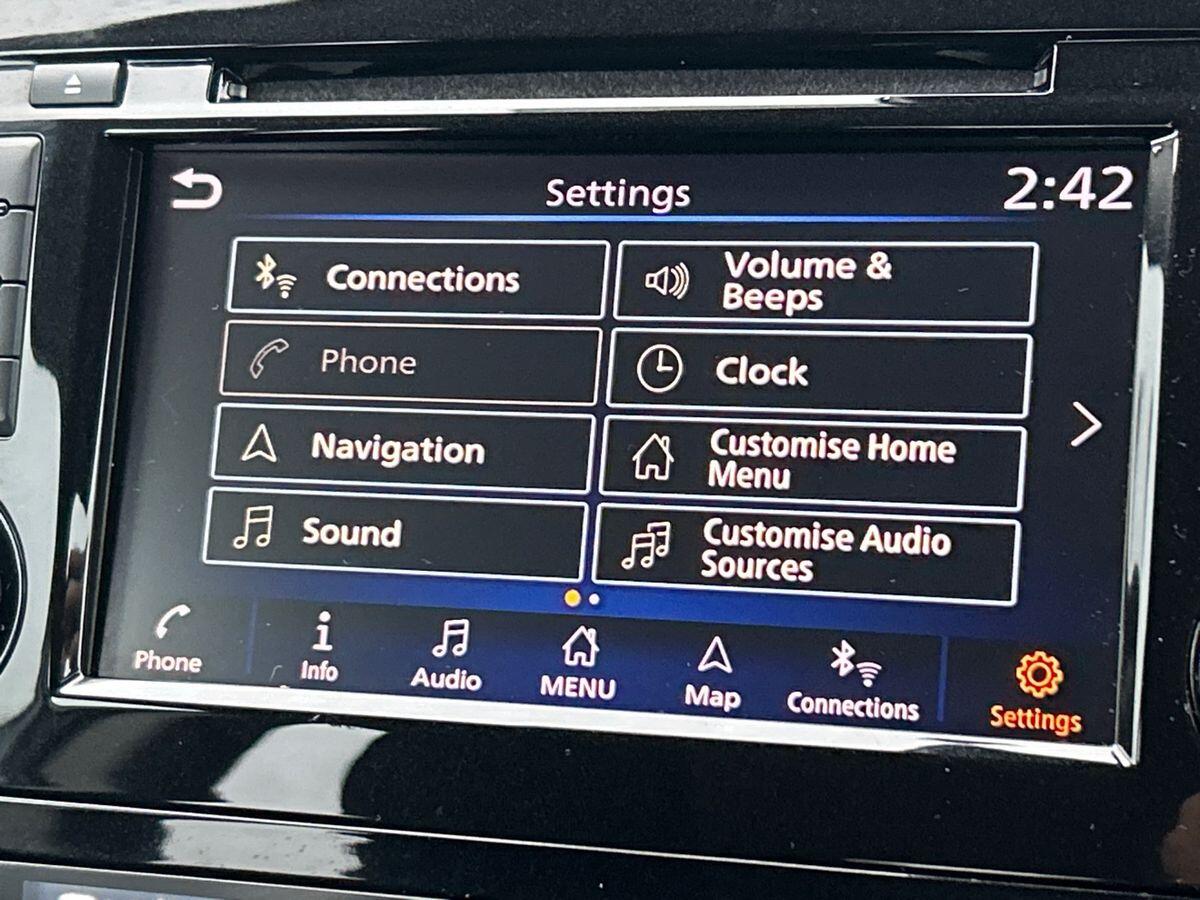 Settings
2:42
Connections
Volume &
Beeps
Phone
Clock
Navigation
Customise Home
Menu
Sound
Customise Audio
Sources
Phone
Info
Audio
MENU
Map
Connections
Settings